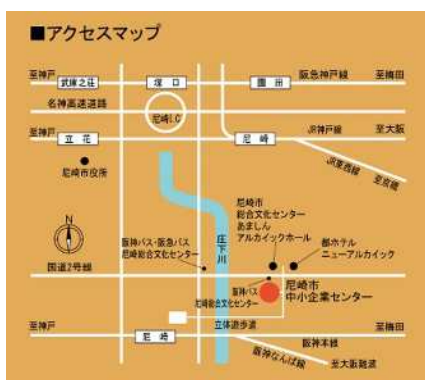 ■アクセスマップ
至神戸 武庫之荘 塚口 園田 阪急神戸線 至梅田
名神高速道路
尼崎I.C
至神戸 立花 尼崎 JR神戸線 至大阪
JR東西線 至京橋
尼崎市役所
N
尼崎市
総合文化センター
あましん
アルカイックホール
庄下川
阪神バス・阪急バス
尼崎総合文化センター
都ホテル
ニューアルカイック
国道2号線
阪神バス
尼崎総合文化センター
尼崎市
中小企業センター
立体遊歩道
至神戸 尼崎 阪神本線 至梅田
阪神なんば線 至大阪難波